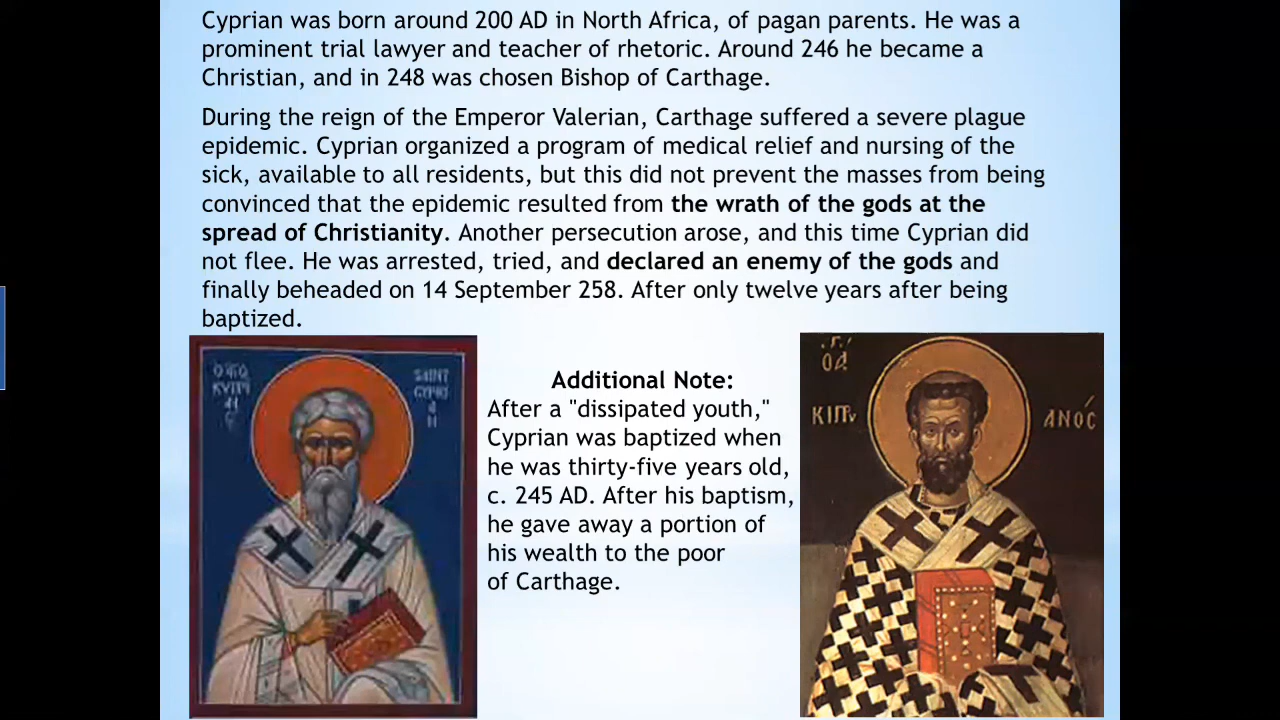 Cyprian was born around 200 AD in North Africa, of pagan parents. He was a
prominent trial lawyer and teacher of rhetoric. Around 246 he became a
Christian, and in 248 was chosen Bishop of Carthage.
During the reign of the Emperor Valerian, Carthage suffered a severe plague
epidemic. Cyprian organized a program of medical relief and nursing of the
sick, available to all residents, but this did not prevent the masses from being
convinced that the epidemic resulted from the wrath of the gods at the
spread of Christianity. Another persecution arose, and this time Cyprian did
not flee. He was arrested, tried, and declared an enemy of the gods and
finally beheaded on 14 September 258. After only twelve years after being
baptized.
Additional Note:
After a "dissipated youth,"
Cyprian was baptized when
he was thirty-five years old,
c. 245 AD. After his baptism,
he gave away a portion of
his wealth to the poor
of Carthage.
SAINT
ΑΝΟC